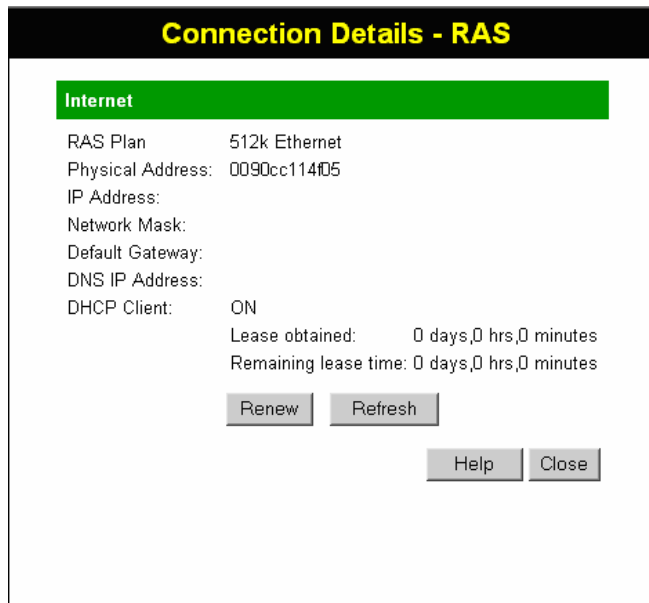 Connection Details - RAS
Internet
RAS Plan 512k Ethernet
Physical Address: 0090cc114f05
IP Address:
Network Mask:
Default Gateway:
DNS IP Address:
DHCP Client: ON
Lease obtained: 0 days,0 hrs,0 minutes
Remaining lease time: 0 days,0 hrs,0 minutes
Renew Refresh
Help Close